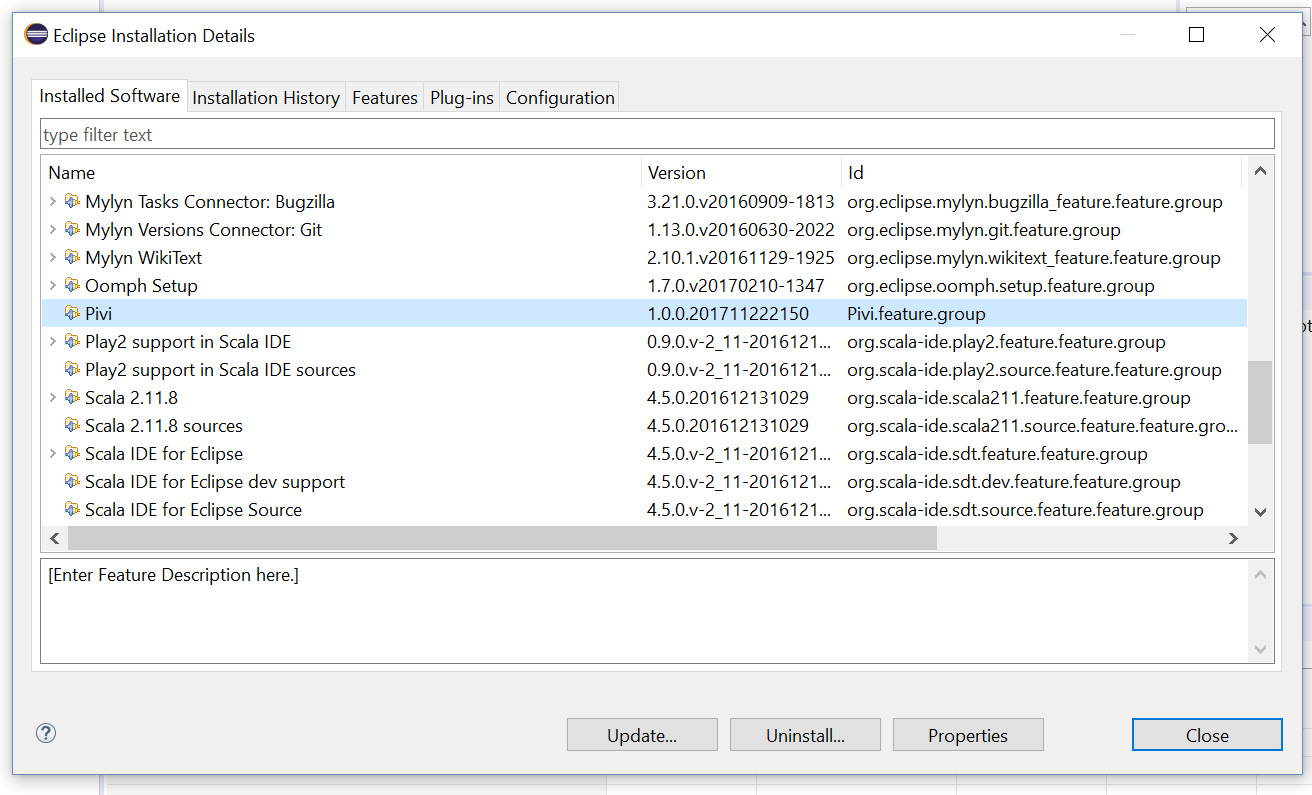 Eclipse Installation Details
Installed Software Installation History Features Plug-ins Configuration
type filter text
Name Version Id
Mylyn Tasks Connector: Bugzilla 3.21.0.v20160909-1813 org.eclipse.mylyn.bugzilla_feature.feature.group
Mylyn Versions Connector: Git 1.13.0.v20160630-2022 org.eclipse.mylyn.git.feature.group
Mylyn WikiText 2.10.1.v20161129-1925 org.eclipse.mylyn.wikitext_feature.feature.group
Oomph Setup 1.7.0.v20170210-1347 org.eclipse.oomph.setup.feature.group
Pivi 1.0.0.201711222150 Pivi.feature.group
Play2 support in Scala IDE 0.9.0.v-2_11-2016121... org.scala-ide.play2.feature.feature.group
Play2 support in Scala IDE sources 0.9.0.v-2_11-2016121... org.scala-ide.play2.source.feature.feature.group
Scala 2.11.8 4.5.0.201612131029 org.scala-ide.scala211.feature.feature.group
Scala 2.11.8 sources 4.5.0.201612131029 org.scala-ide.scala211.source.feature.feature.gro...
Scala IDE for Eclipse 4.5.0.v-2_11-2016121... org.scala-ide.sdt.feature.feature.group
Scala IDE for Eclipse dev support 4.5.0.v-2_11-2016121... org.scala-ide.sdt.dev.feature.feature.group
Scala IDE for Eclipse Source 4.5.0.v-2_11-2016121... org.scala-ide.sdt.source.feature.feature.group
[Enter Feature Description here.]
? Update... Uninstall... Properties Close